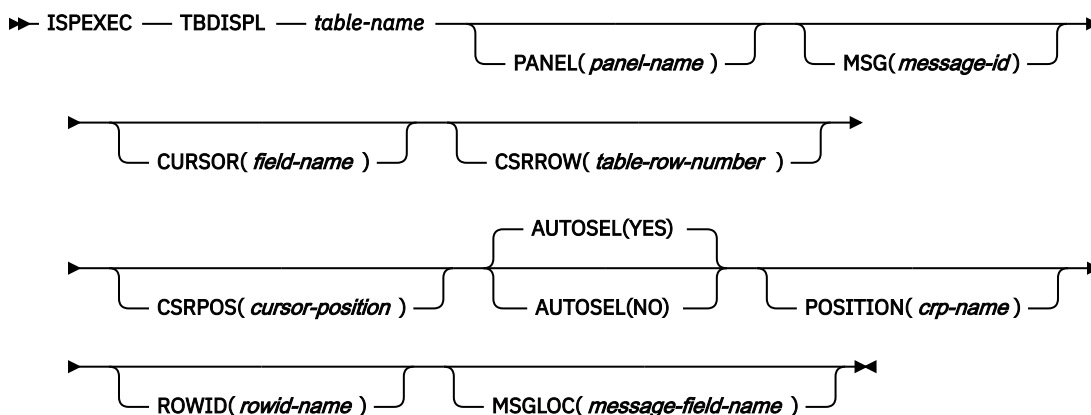 ISPEXEC TBDISPL table-name
PANEL( panel-name ) MSG( message-id )
CURSOR( field-name ) CSRROW( table-row-number )
AUTOSEL(YES)
CSRPOS( cursor-position ) AUTOSEL(NO) POSITION( crp-name )
ROWID( rowid-name ) MSGLOC( message-field-name )